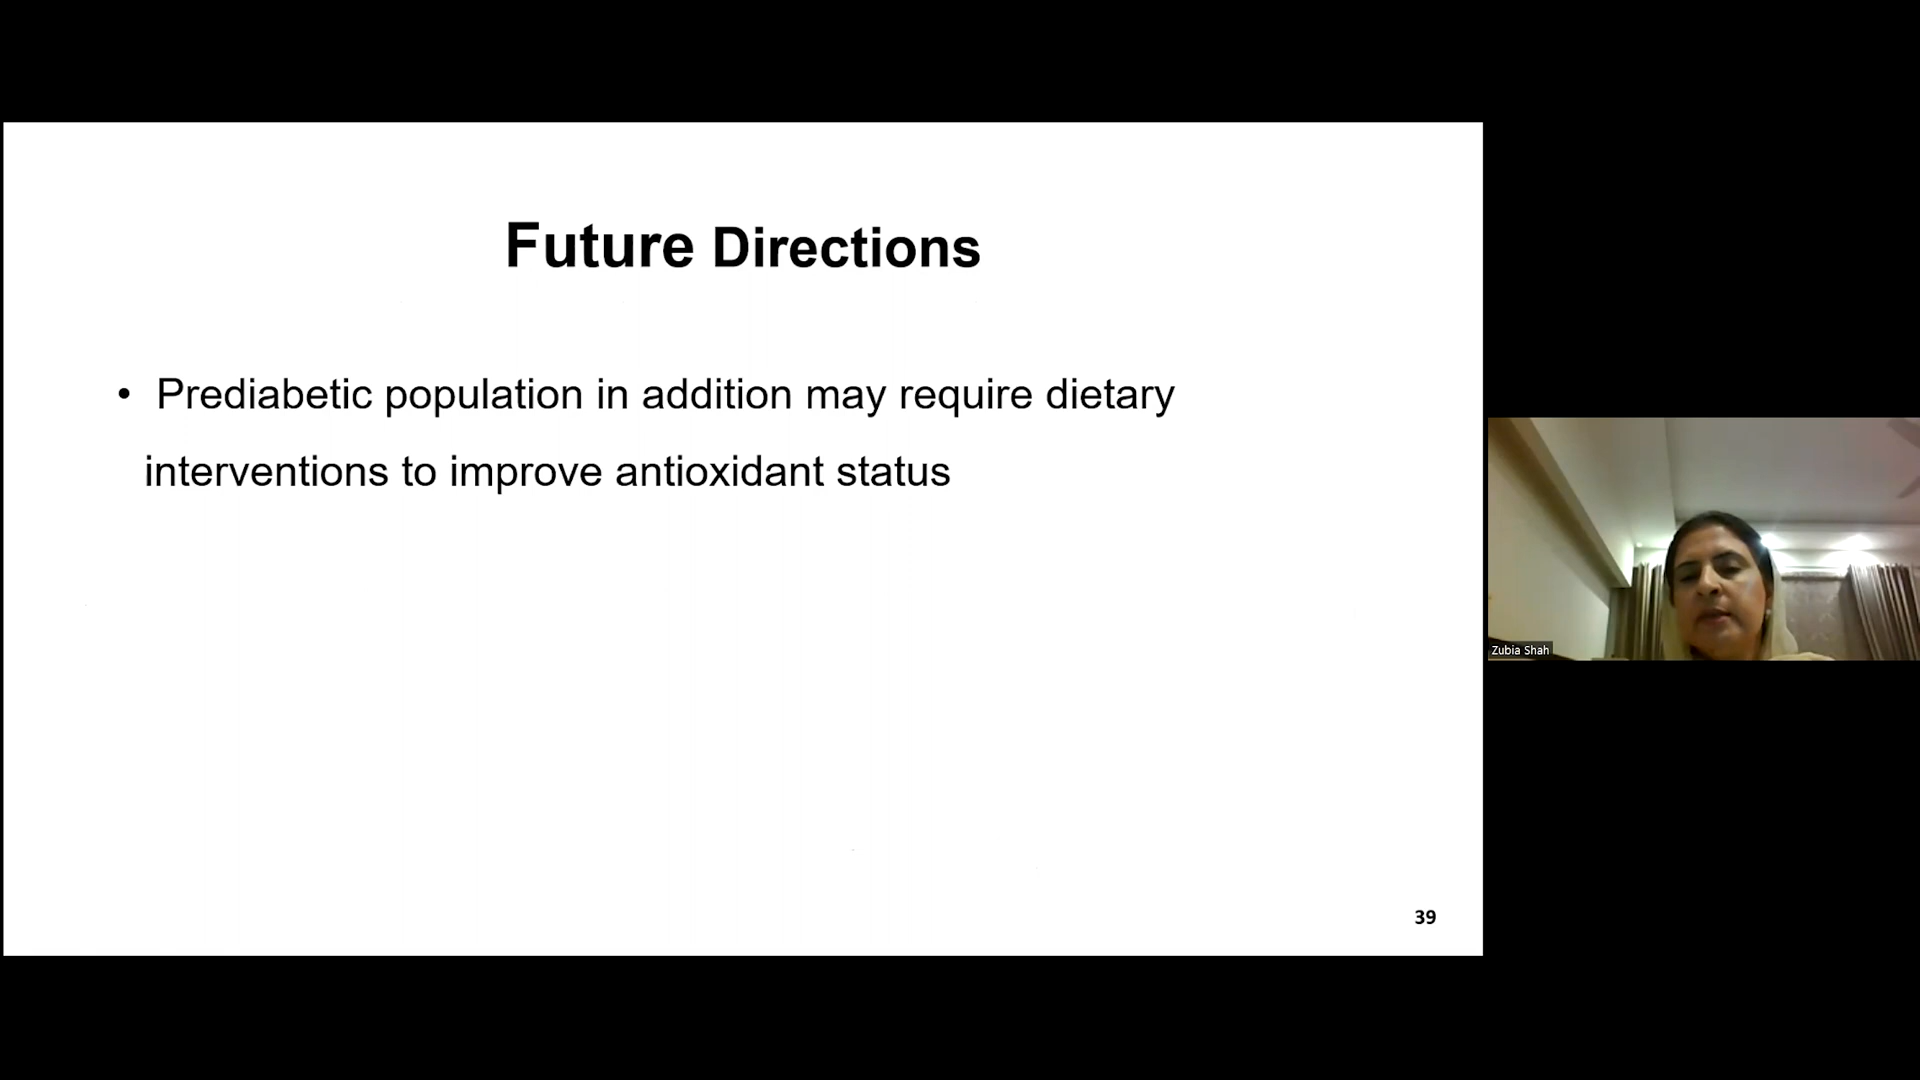 Future Directions
• Prediabetic population in addition may require dietary
interventions to improve antioxidant status
39
Zubia Shah